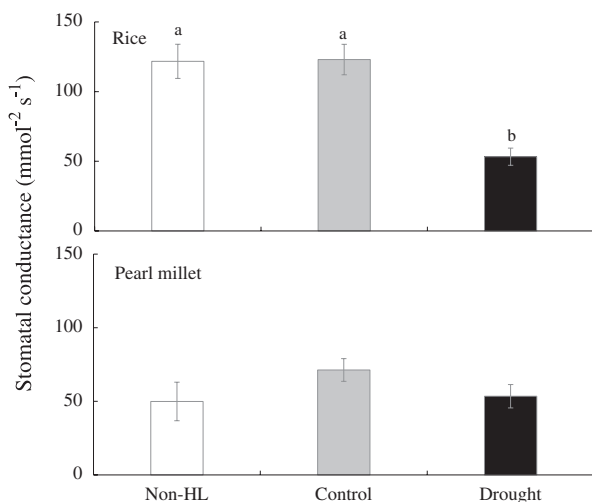 Stomatal conductance (mmol⁻² s⁻¹)
Rice
150
100
50
0
a
a
b
Pearl millet
150
100
50
0
Non-HL Control Drought